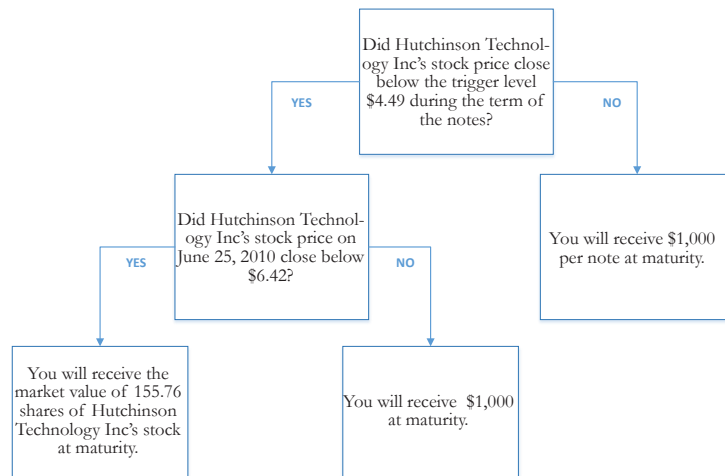 Did Hutchinson Technol-
ogy Inc's stock price close
below the trigger level
$4.49 during the term of
the notes?
YES
NO
Did Hutchinson Technol-
ogy Inc's stock price on
June 25, 2010 close below
$6.42?
You will receive $1,000
per note at maturity.
YES
NO
You will receive the
market value of 155.76
shares of Hutchinson
Technology Inc's stock
at maturity.
You will receive $1,000
at maturity.